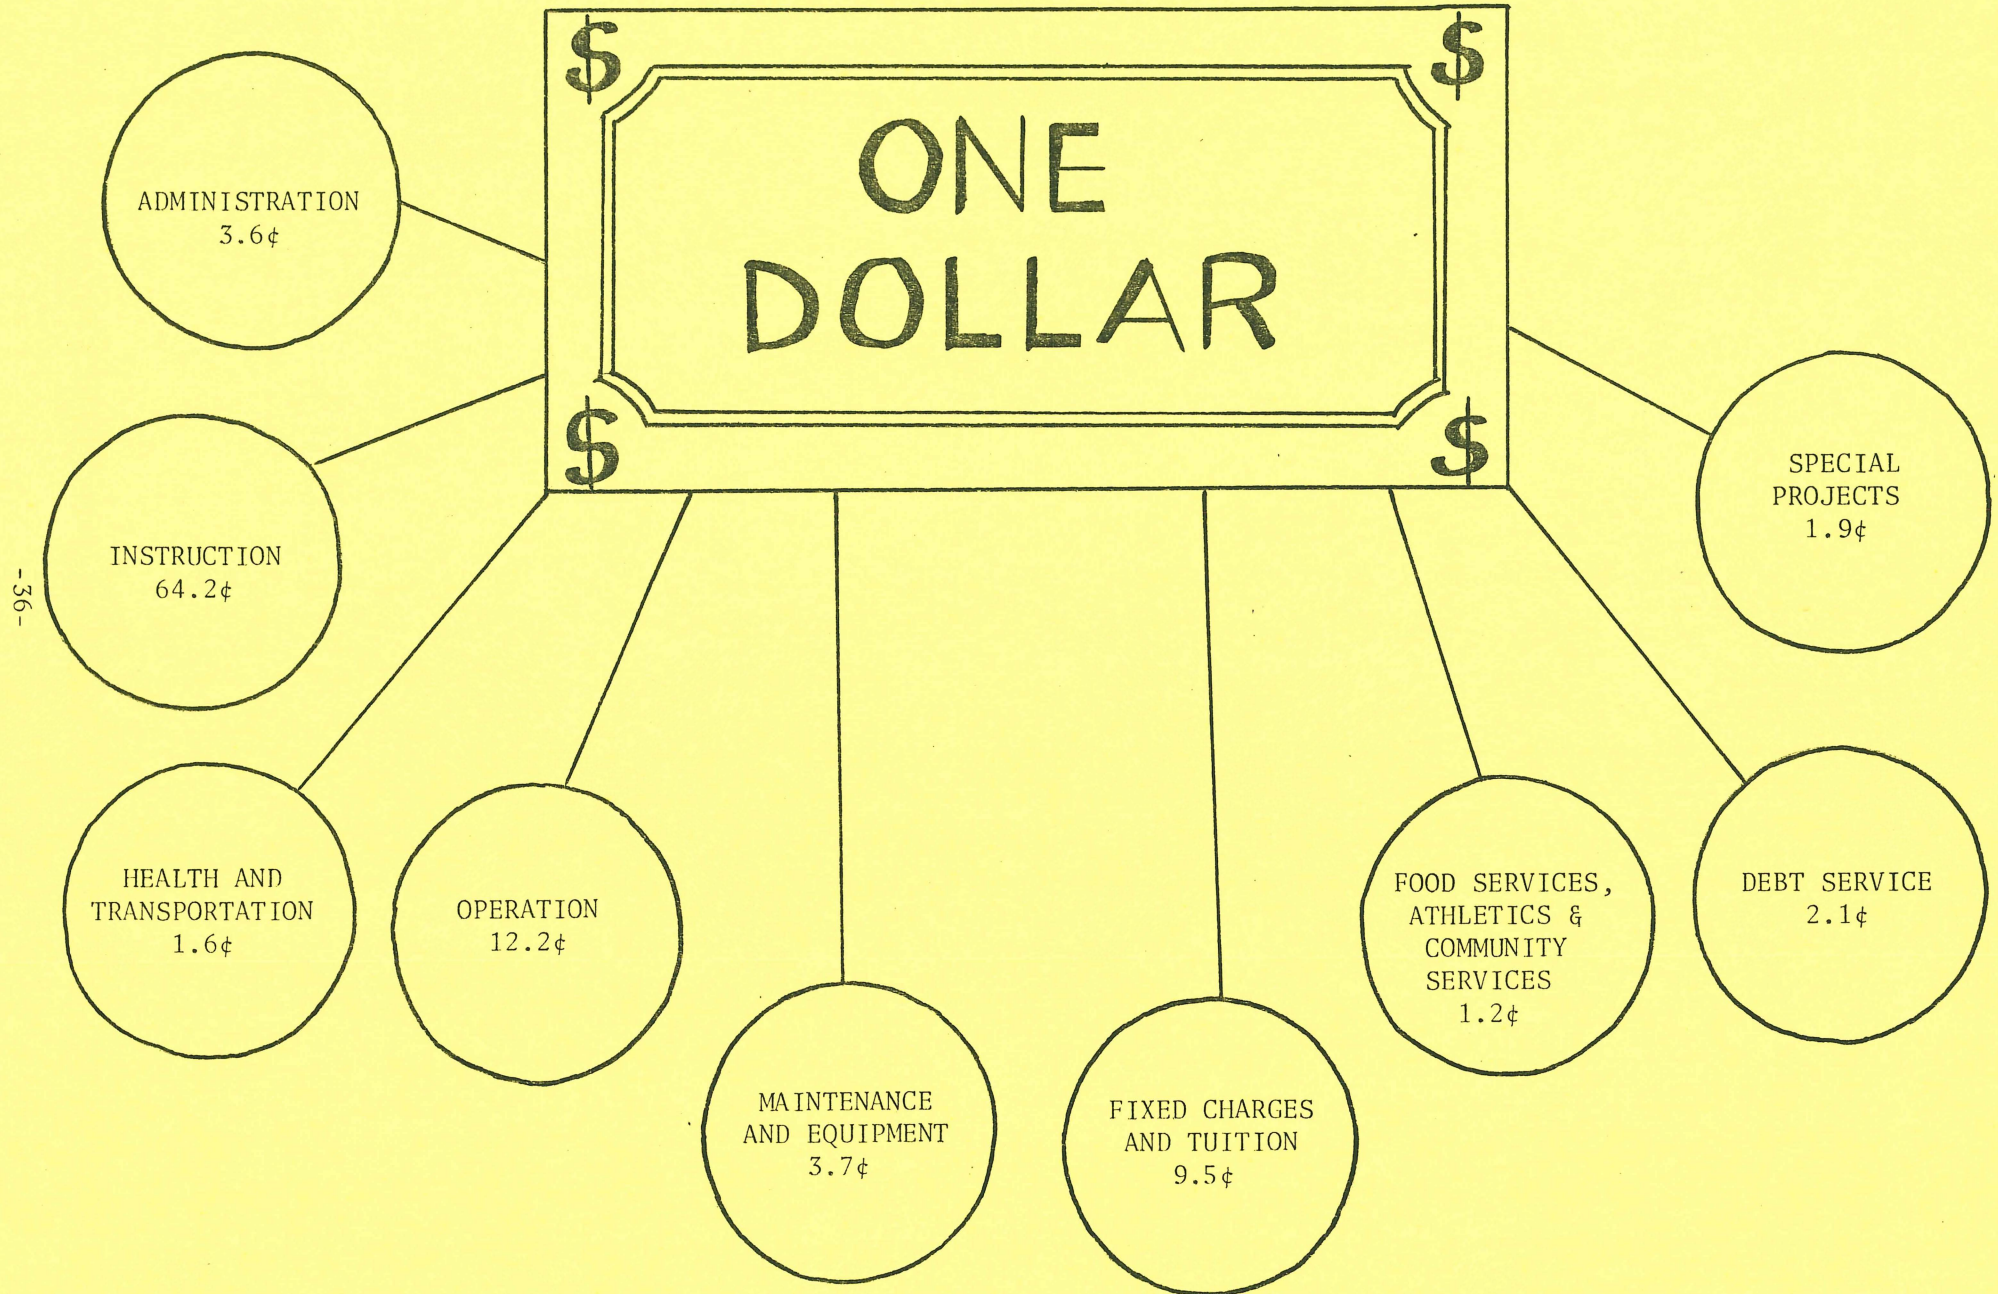 $ $
ONE
DOLLAR
$ $
ADMINISTRATION
3.6¢
INSTRUCTION
64.2¢
HEALTH AND
TRANSPORTATION
1.6¢
OPERATION
12.2¢
MAINTENANCE
AND EQUIPMENT
3.7¢
FIXED CHARGES
AND TUITION
9.5¢
FOOD SERVICES,
ATHLETICS &
COMMUNITY
SERVICES
1.2¢
DEBT SERVICE
2.1¢
SPECIAL
PROJECTS
1.9¢
-36-